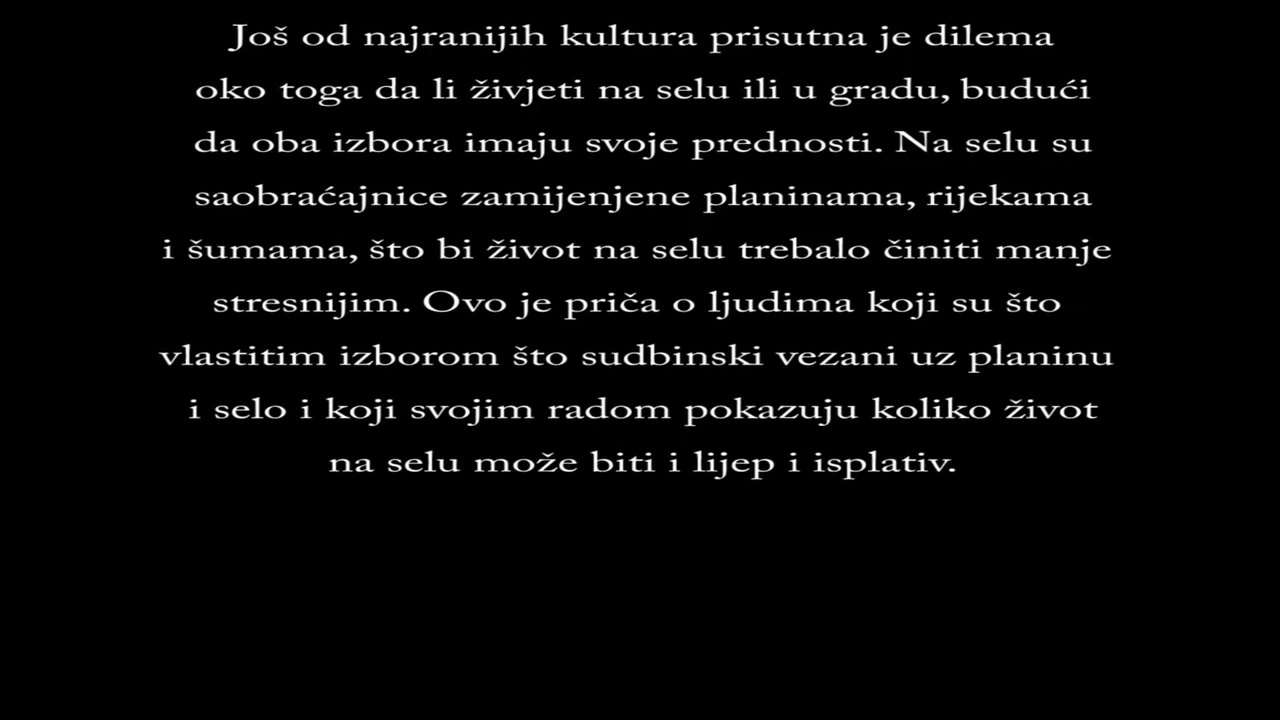 Još od najranijih kultura prisutna je dilema
oko toga da li živjeti na selu ili u gradu, budući
da oba izbora imaju svoje prednosti. Na selu su
saobraćajnice zamijenjene planinama, rijekama
i šumama, što bi život na selu trebalo činiti manje
stresnijim. Ovo je priča o ljudima koji su što
vlastitim izborom što sudbinski vezani uz planinu
i selo i koji svojim radom pokazuju koliko život
na selu može biti i lijep i isplativ.